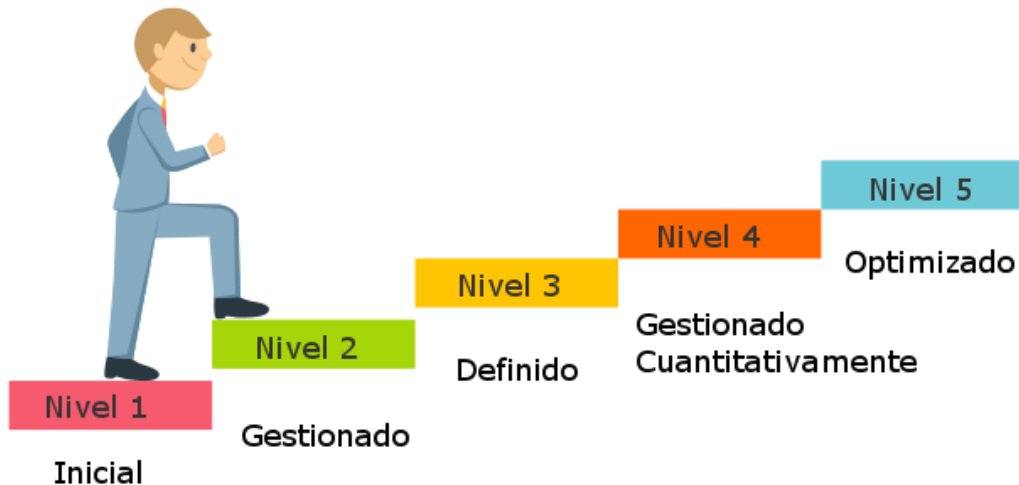 Nivel 1
Inicial
Nivel 2
Gestionado
Nivel 3
Definido
Nivel 4
Gestionado
Cuantitativamente
Nivel 5
Optimizado